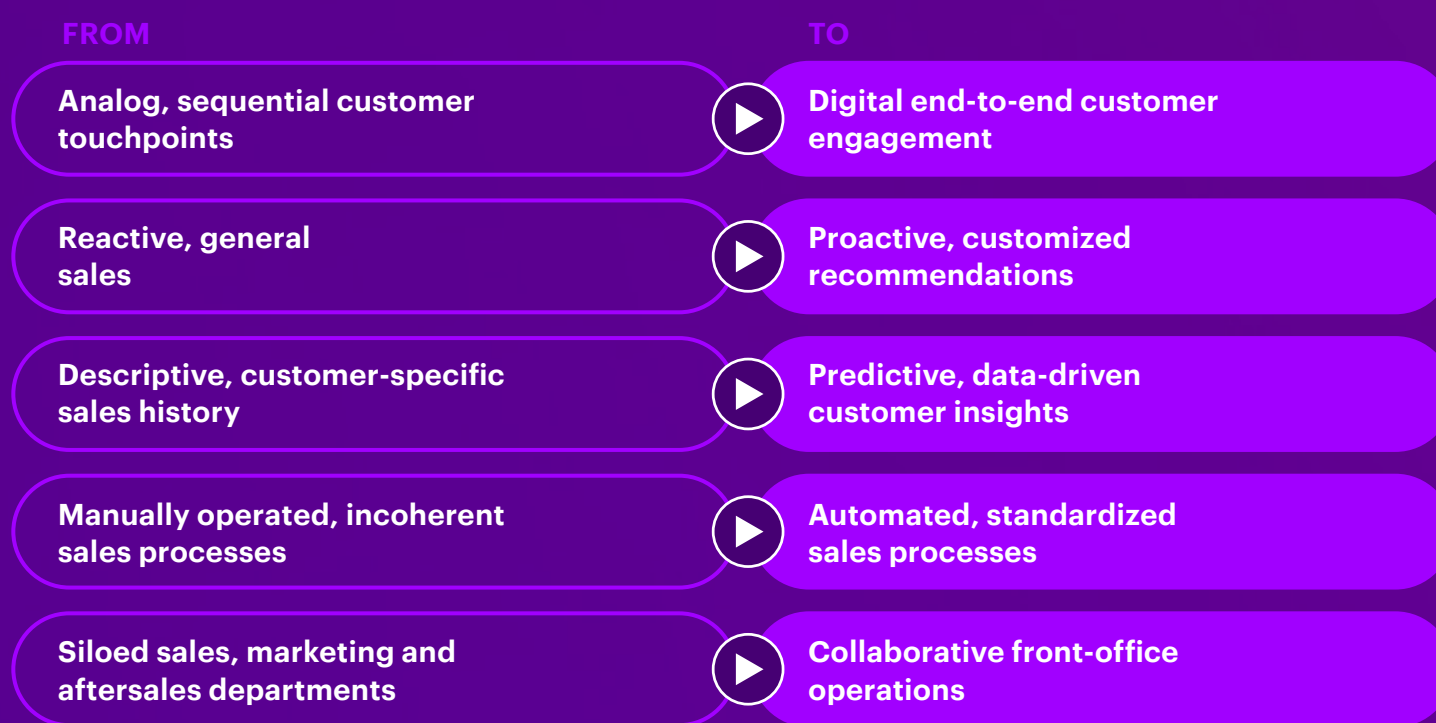 FROM
TO
Analog, sequential customer
touchpoints
Digital end-to-end customer
engagement
Reactive, general
sales
Proactive, customized
recommendations
Descriptive, customer-specific
sales history
Predictive, data-driven
customer insights
Manually operated, incoherent
sales processes
Automated, standardized
sales processes
Siloed sales, marketing and
aftersales departments
Collaborative front-office
operations